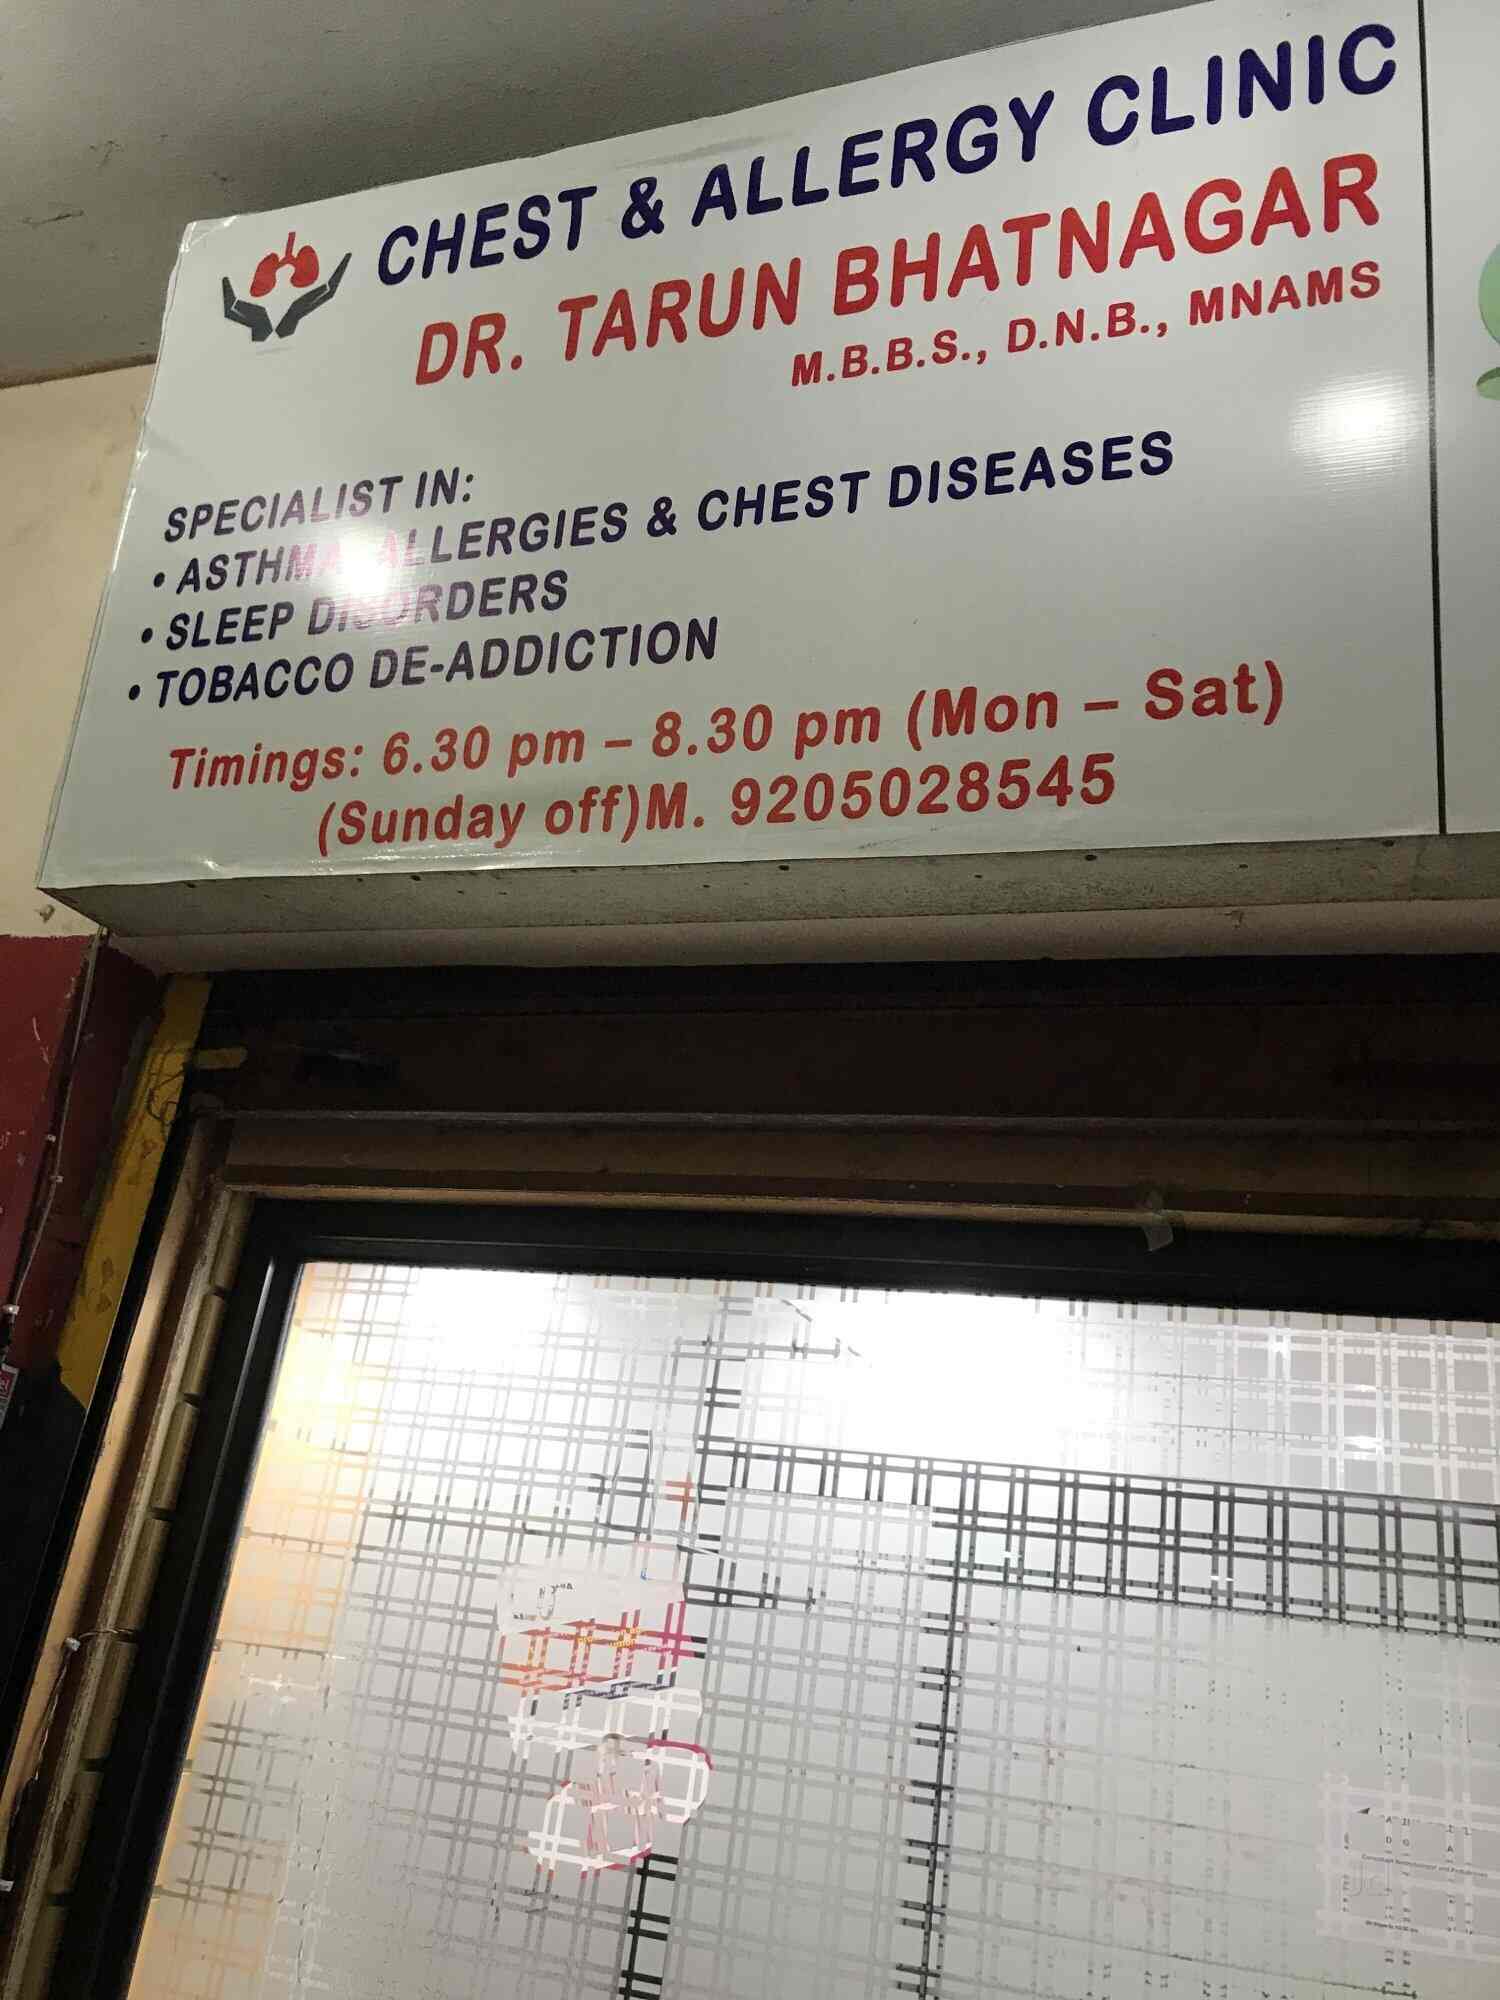 CHEST & ALLERGY CLINIC
DR. TARUN BHATNAGAR
M.B.B.S., D.N.B., MNAMS
SPECIALIST IN:
• ASTHMA, ALLERGIES & CHEST DISEASES
• SLEEP DISORDERS
• TOBACCO DE-ADDICTION
Timings: 6.30 pm – 8.30 pm (Mon – Sat)
(Sunday off)M. 9205028545
Jd